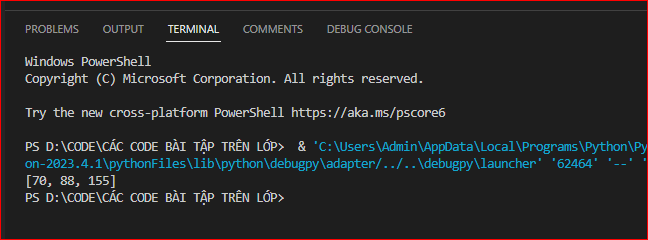 PROBLEMS OUTPUT TERMINAL COMMENTS DEBUG CONSOLE
Windows PowerShell
Copyright (C) Microsoft Corporation. All rights reserved.
Try the new cross-platform PowerShell https://aka.ms/pscore6
PS D:\CODE\CÁC CODE BÀI TẬP TRÊN LỚP>  & 'C:\Users\Admin\AppData\Local\Programs\Python\Py
on-2023.4.1\pythonFiles\lib\python\debugpy\adapter/../..\debugpy\launcher' '62464' '--' '
[70, 88, 155]
PS D:\CODE\CÁC CODE BÀI TẬP TRÊN LỚP>